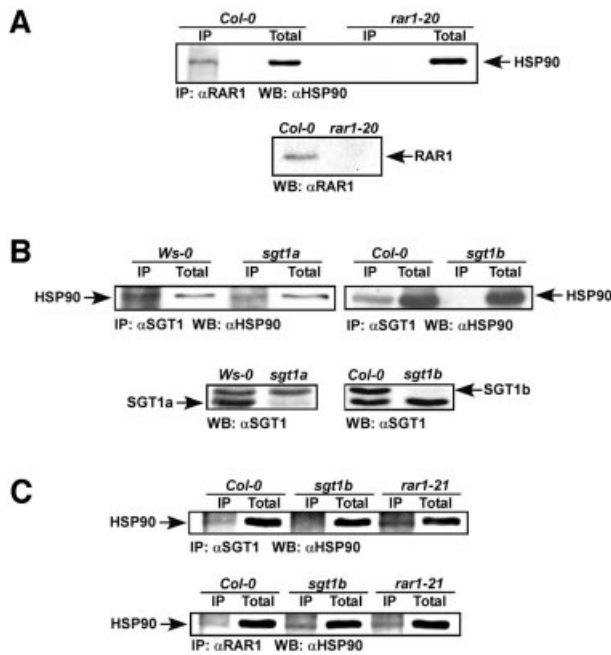 A
Col-0 rar1-20
IP Total IP Total
HSP90
IP: αRAR1 WB: αHSP90
Col-0 rar1-20
RAR1
WB: αRAR1
B
Ws-0 sgt1a Col-0 sgt1b
IP Total IP Total IP Total IP Total
HSP90 HSP90
IP: αSGT1 WB: αHSP90 IP: αSGT1 WB: αHSP90
Ws-0 sgt1a Col-0 sgt1b
SGT1b
SGT1a
WB: αSGT1 WB: αSGT1
C
Col-0 sgt1b rar1-21
IP Total IP Total IP Total
HSP90
IP: αSGT1 WB: αHSP90
Col-0 sgt1b rar1-21
IP Total IP Total IP Total
HSP90
IP: αRAR1 WB: αHSP90